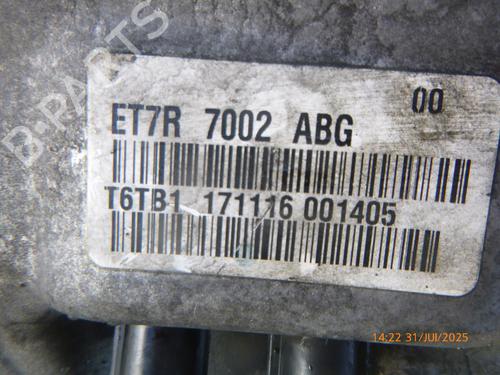 00
ET7R 7002 ABG
T6TB1 171116 001405
B-PARTS
14:22 31/JUl/2025